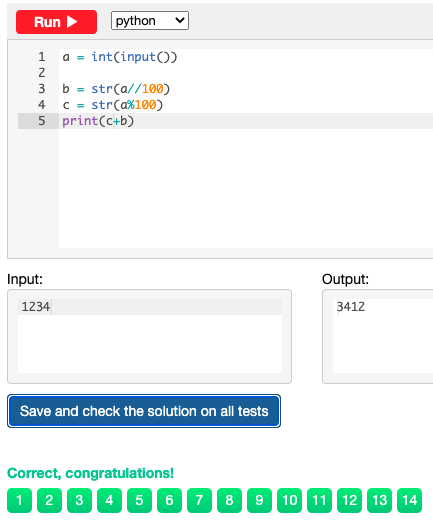 Run ▶ python
1 a = int(input())
2
3 b = str(a//100)
4 c = str(a%100)
5 print(c+b)
Input: Output:
1234 3412
Save and check the solution on all tests
Correct, congratulations!
1 2 3 4 5 6 7 8 9 10 11 12 13 14